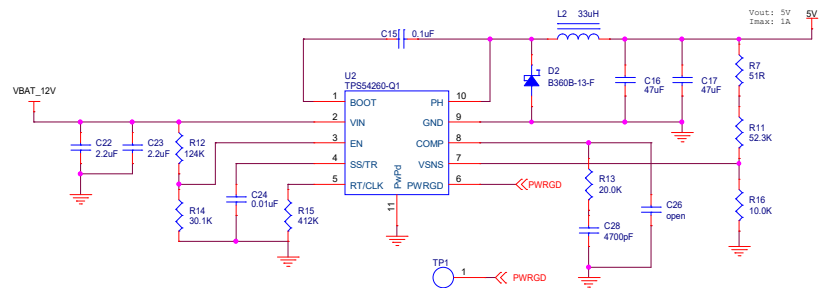 L2 33uH
Vout: 5V
Imax: 1A
5V
C15 0.1uF
VBAT_12V
U2
TPS54260-Q1
D2
B360B-13-F
C16
47uF
C17
47uF
R7
51R
1 BOOT PH 10
2 VIN GND 9
3 EN COMP 8
4 SS/TR VSNS 7
5 RT/CLK PWRGD 6
PwPd
11
C22
2.2uF
C23
2.2uF
R12
124K
R11
52.3K
R14
30.1K
C24
0.01uF
R15
412K
PWRGD
R13
20.0K
C26
open
R16
10.0K
C28
4700pF
TP1
1
PWRGD